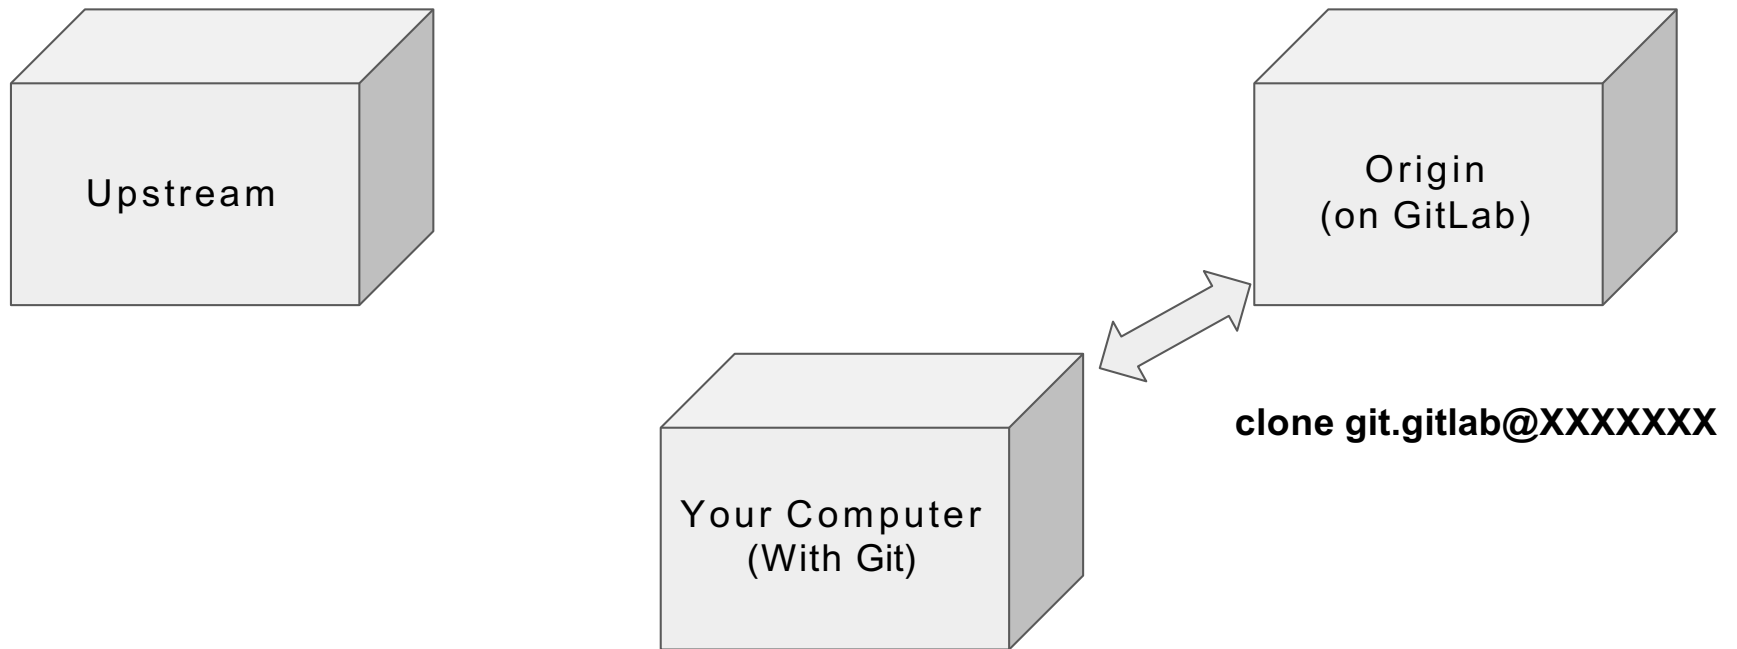 Upstream
Origin
(on GitLab)
clone git.gitlab@XXXXXXX
Your Computer
(With Git)